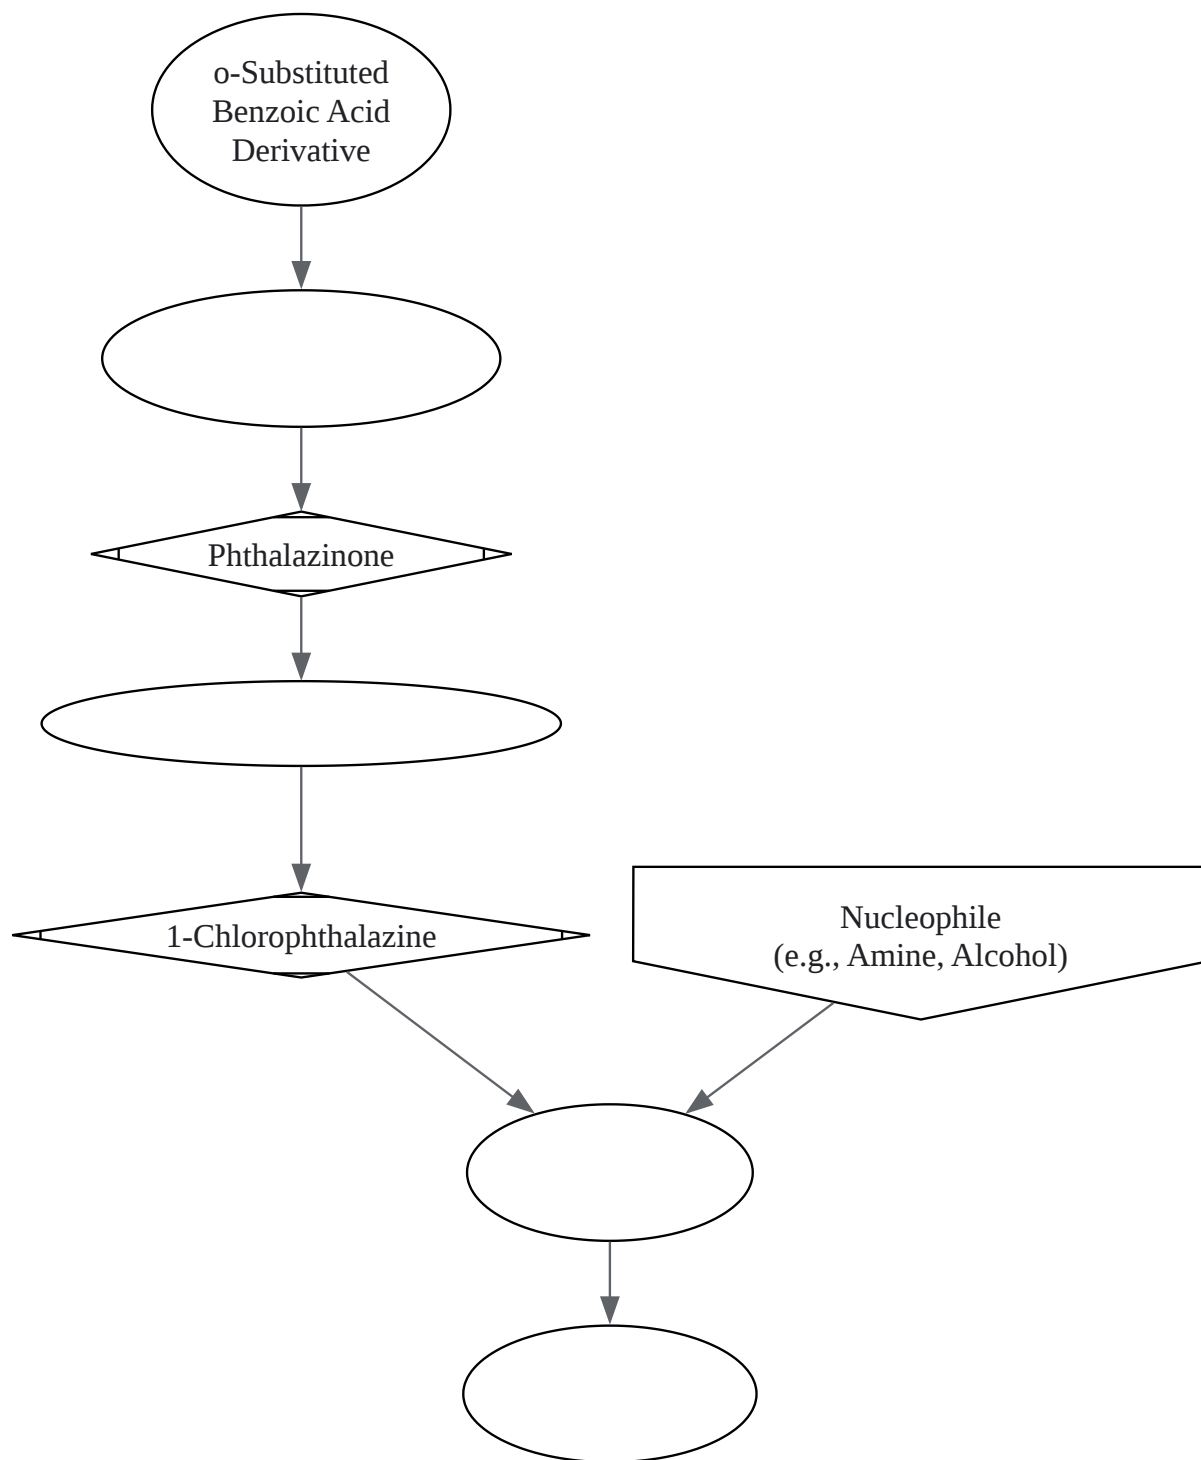 o-Substituted
Benzoic Acid
Derivative
Phthalazinone
1-Chlorophthalazine
Nucleophile
(e.g., Amine, Alcohol)